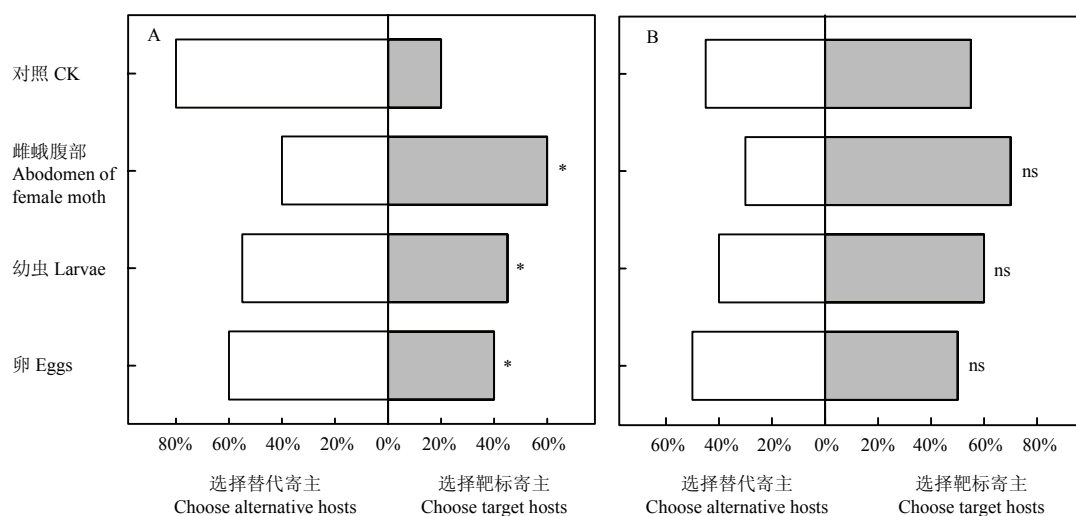 A
B
对照 CK
雌蛾腹部
Abodomen of
female moth
*
ns
幼虫 Larvae
*
ns
卵 Eggs
*
ns
80% 60% 40% 20% 0% 20% 40% 60%
60% 40% 20% 0% 20% 40% 60% 80%
选择替代寄主
Choose alternative hosts
选择靶标寄主
Choose target hosts
选择替代寄主
Choose alternative hosts
选择靶标寄主
Choose target hosts